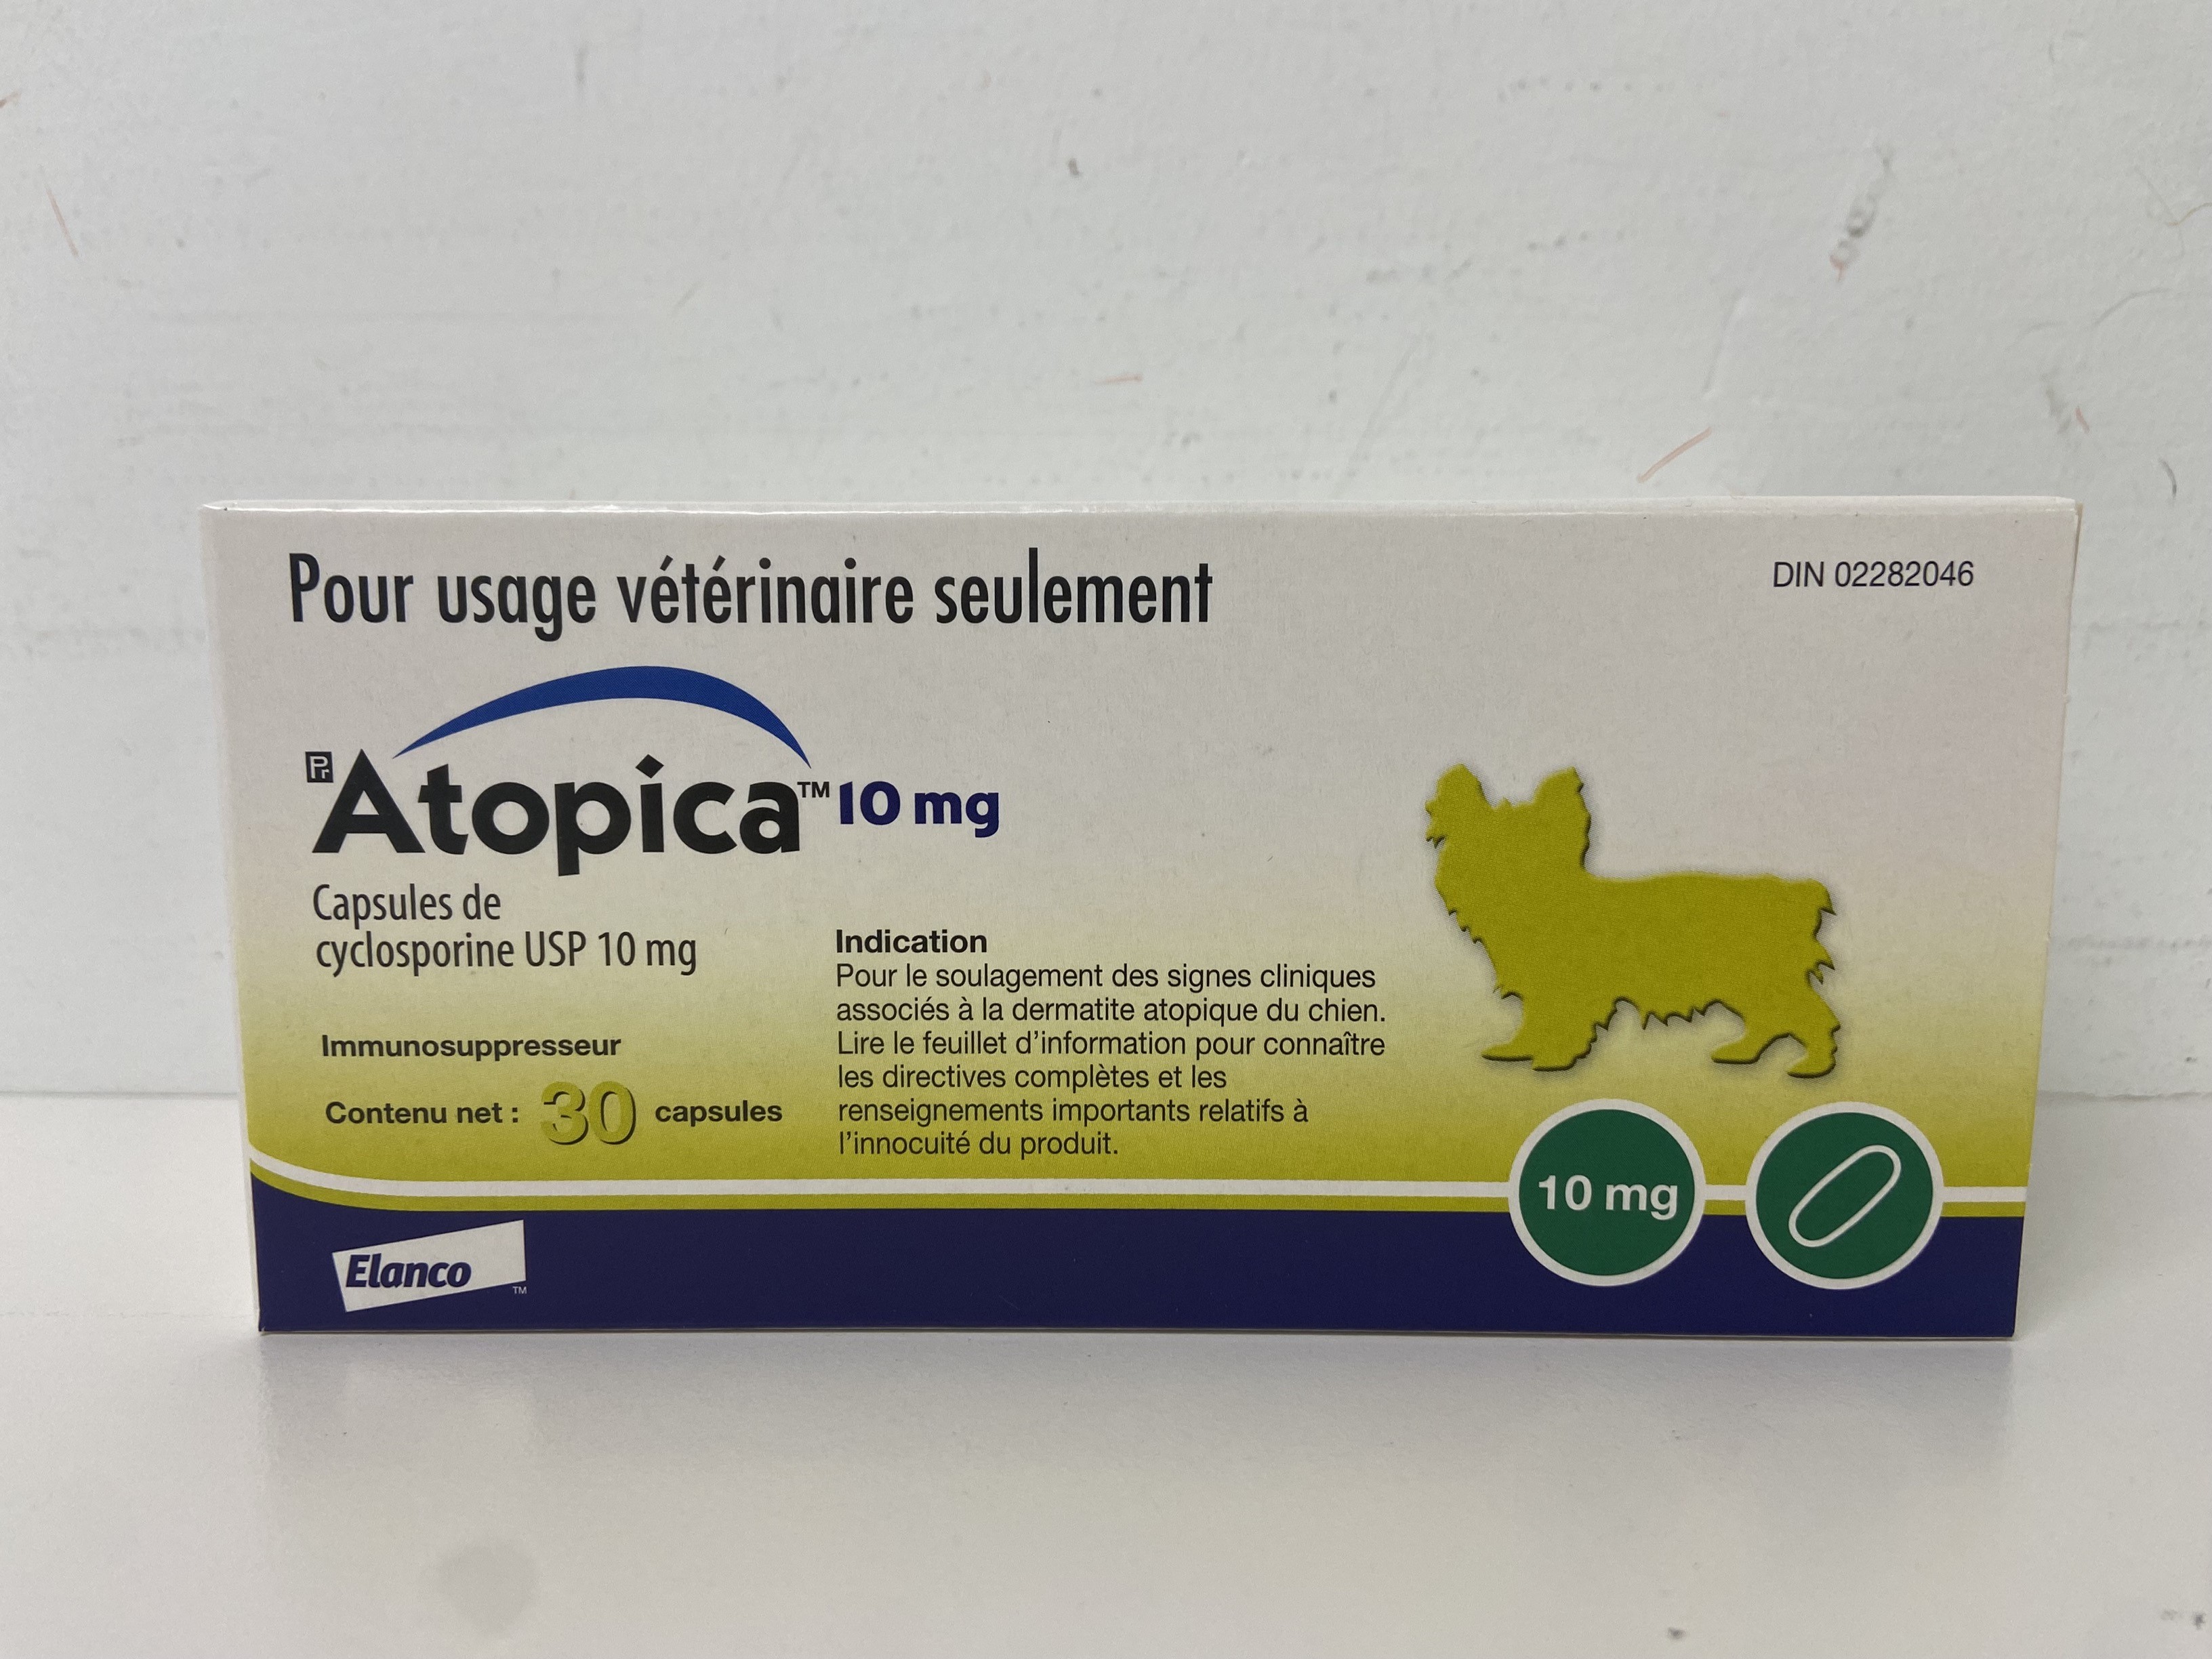 Pour usage vétérinaire seulement
DIN 02282046
Pr Atopica™ 10 mg
Capsules de
cyclosporine USP 10 mg
Immunosuppresseur
Contenu net : 30 capsules
Indication
Pour le soulagement des signes cliniques
associés à la dermatite atopique du chien.
Lire le feuillet d'information pour connaître
les directives complètes et les
renseignements importants relatifs à
l'innocuité du produit.
10 mg
Elanco™